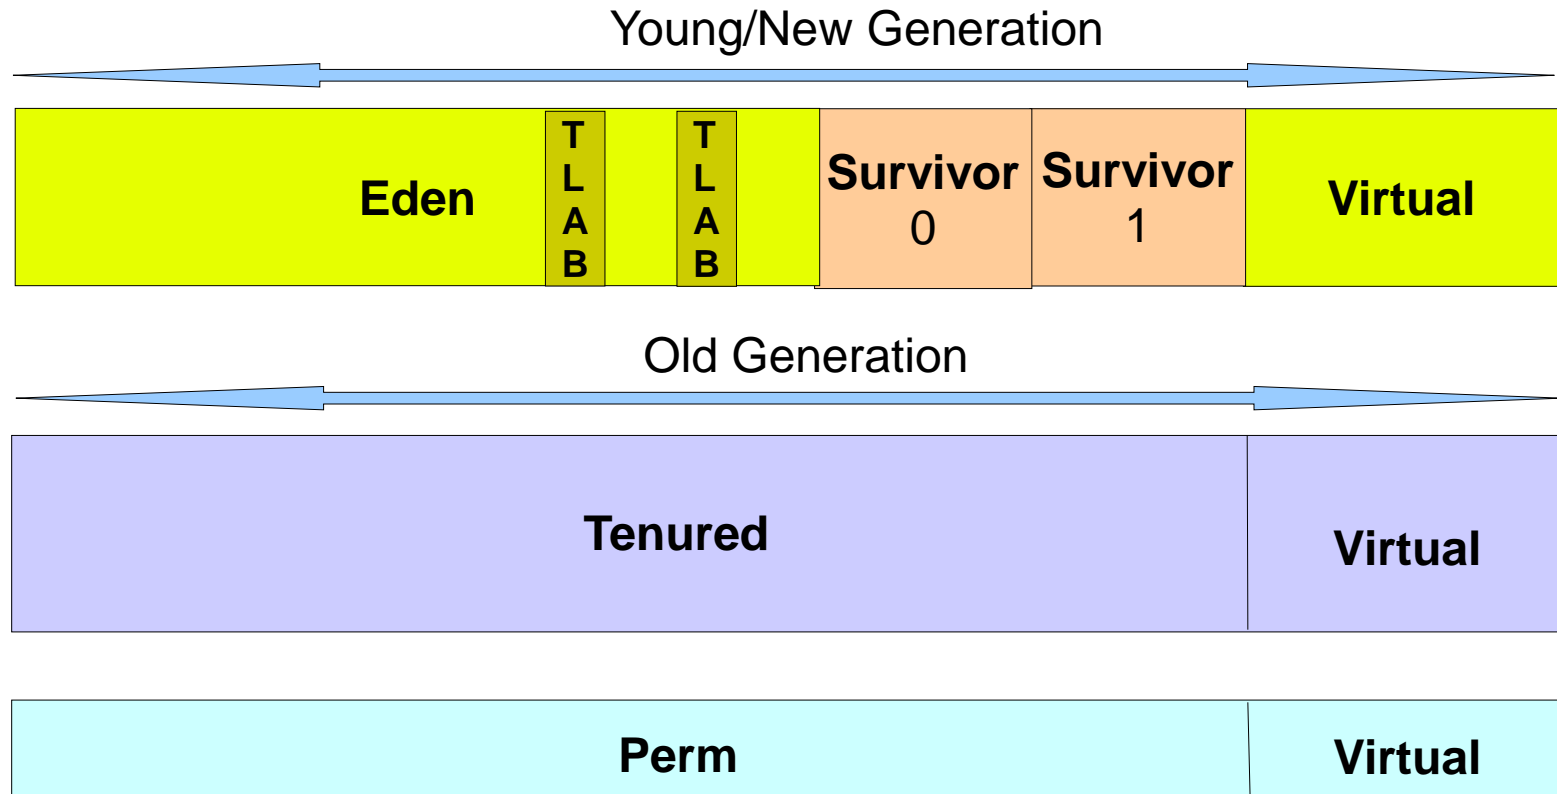 Young/New Generation
Eden
T
L
A
B
T
L
A
B
Survivor
0
Survivor
1
Virtual
Old Generation
Tenured
Virtual
Perm
Virtual